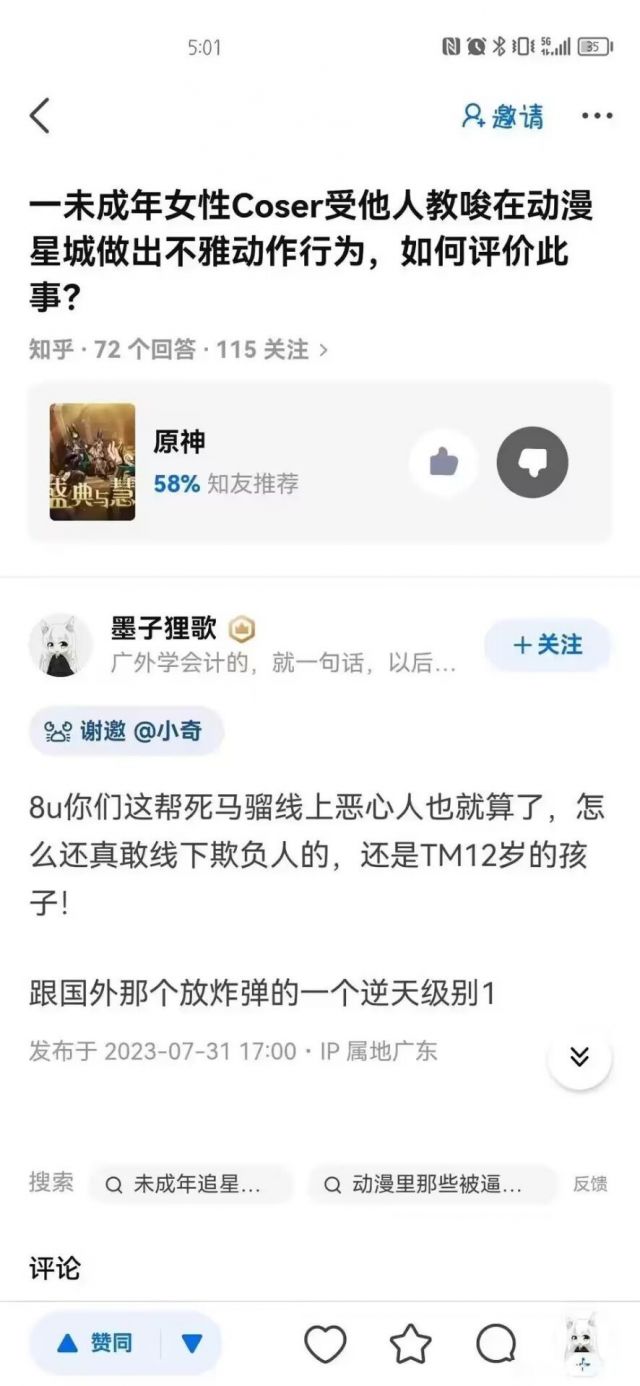 5:01
5G
35
邀请
一未成年女性Coser受他人教唆在动漫
星城做出不雅动作行为，如何评价此
事？
知乎 · 72 个回答 · 115 关注
盛典与慧
原神
58% 知友推荐
墨子狸歌
广外学会计的，就一句话，以后...
+关注
谢邀 @小奇
8u你们这帮死马骝线上恶心人也就算了，怎
么还真敢线下欺负人的，还是TM12岁的孩
子！
跟国外那个放炸弹的一个逆天级别1
发布于 2023-07-31 17:00 · IP 属地广东
搜索
未成年追星...
动漫里那些被逼...
反馈
评论
赞同